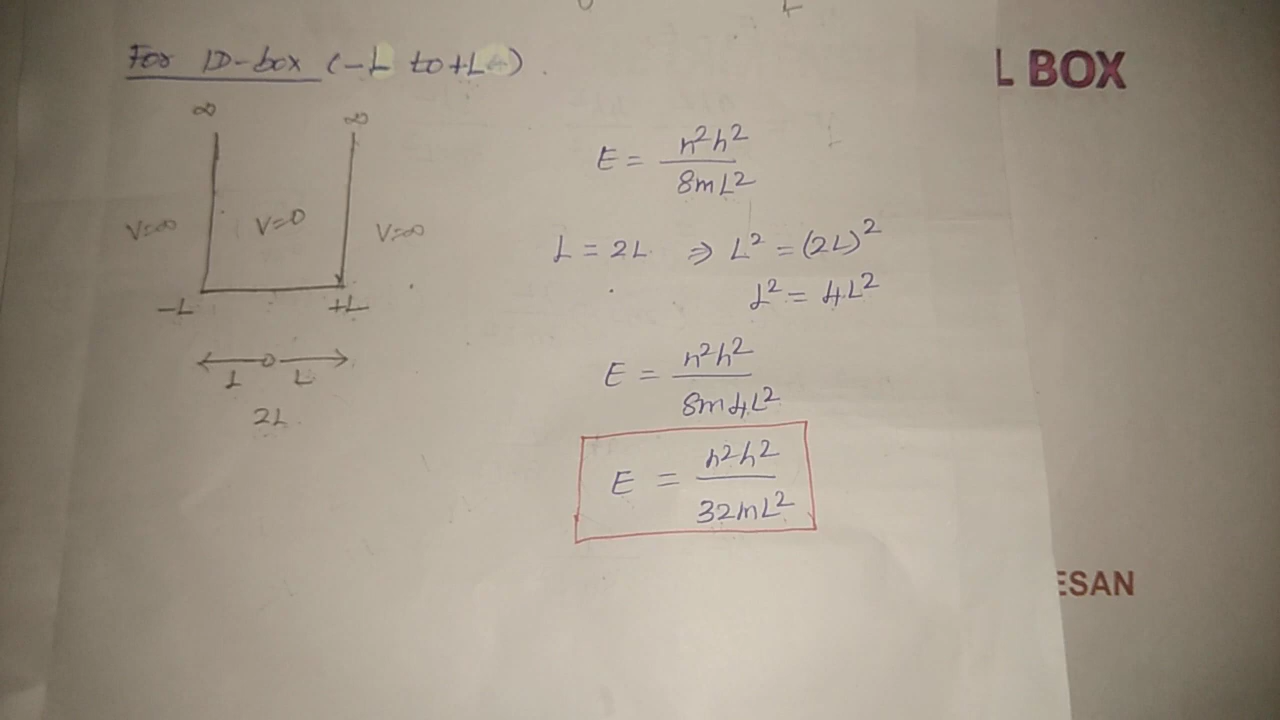 For 1D-box (-L to +L)
L BOX
∞
∞
E = n²h² / 8mL²
V=∞
V=0
V=∞
L = 2L ⇒ L² = (2L)²
L² = 4L²
-L
+L
L
L
2L
E = n²h² / 8m4L²
E = n²h² / 32mL²
ESAN